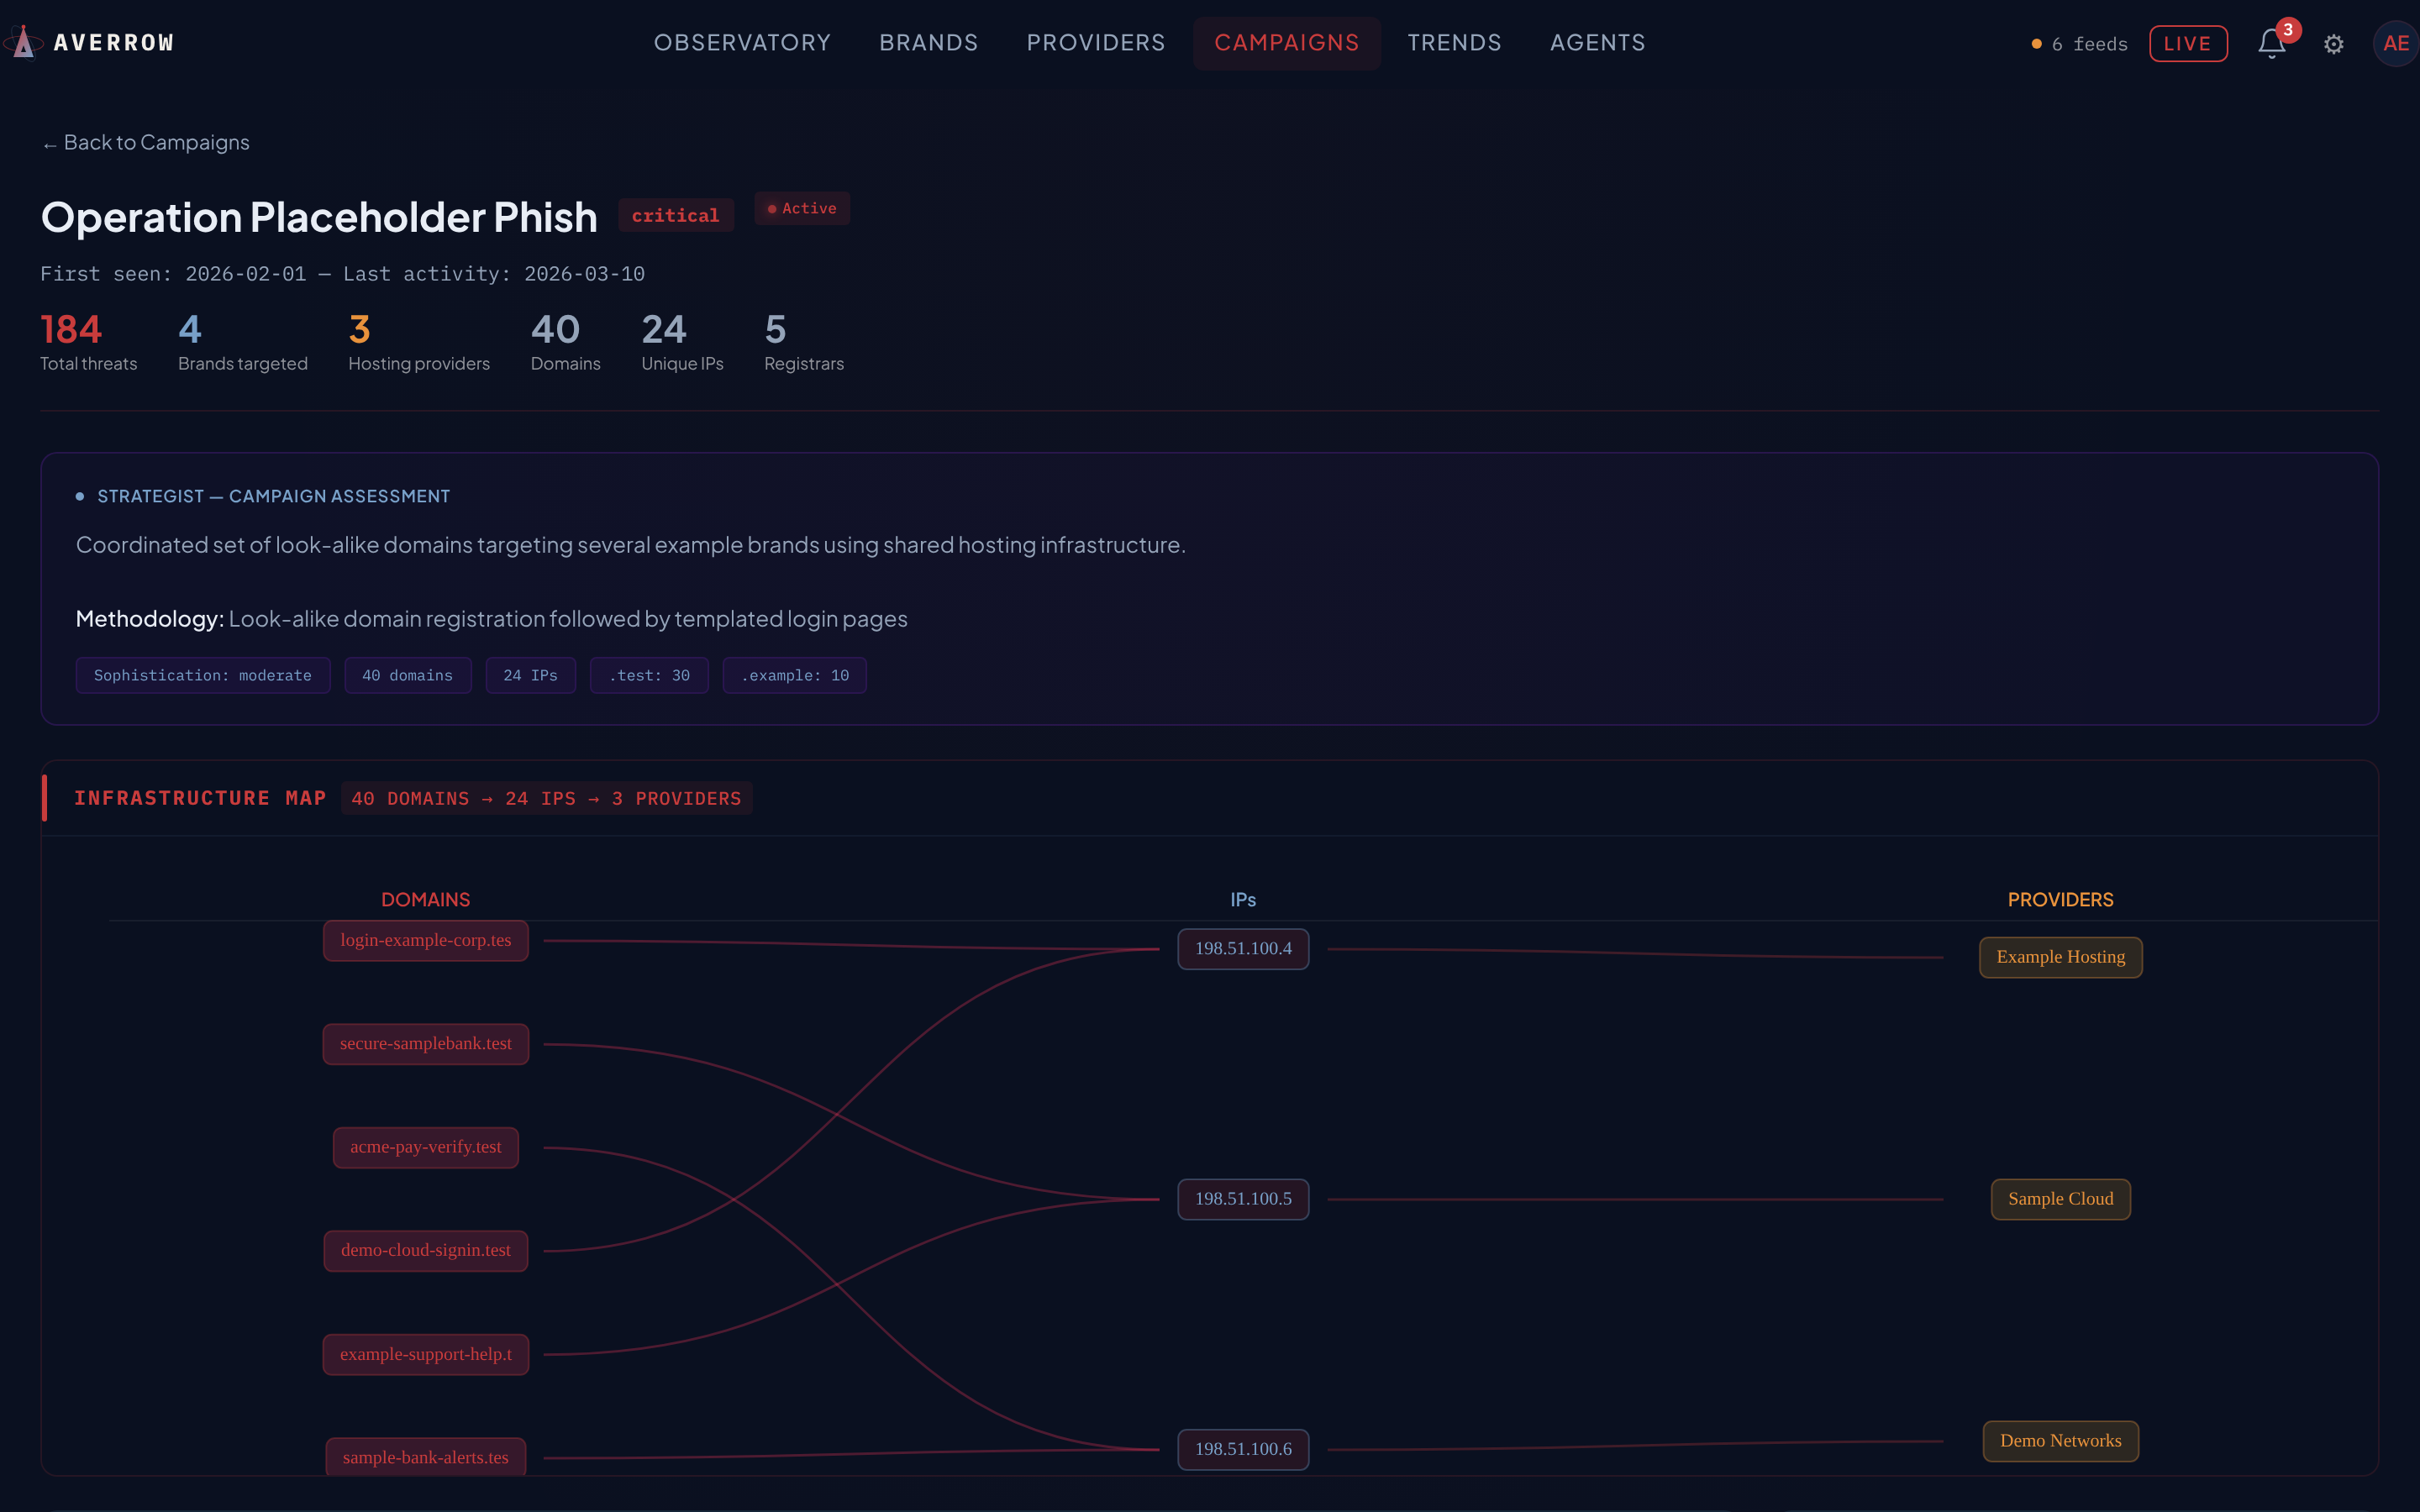 AVERROW
OBSERVATORY BRANDS PROVIDERS CAMPAIGNS TRENDS AGENTS
6 feeds LIVE 3 AE
← Back to Campaigns
Operation Placeholder Phish critical Active
First seen: 2026-02-01 — Last activity: 2026-03-10
184 4 3 40 24 5
Total threats Brands targeted Hosting providers Domains Unique IPs Registrars
STRATEGIST — CAMPAIGN ASSESSMENT
Coordinated set of look-alike domains targeting several example brands using shared hosting infrastructure.
Methodology: Look-alike domain registration followed by templated login pages
Sophistication: moderate 40 domains 24 IPs .test: 30 .example: 10
INFRASTRUCTURE MAP 40 DOMAINS → 24 IPS → 3 PROVIDERS
DOMAINS IPs PROVIDERS
login-example-corp.tes 198.51.100.4 Example Hosting
secure-samplebank.test
acme-pay-verify.test
198.51.100.5 Sample Cloud
demo-cloud-signin.test
example-support-help.t
sample-bank-alerts.tes 198.51.100.6 Demo Networks